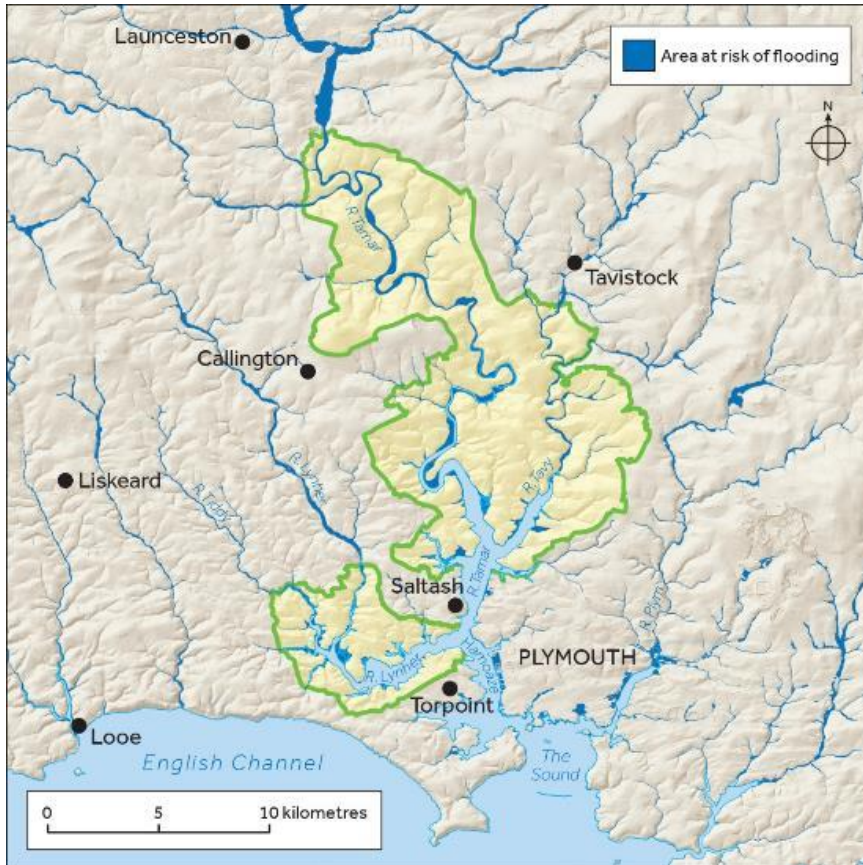 Launceston
Area at risk of flooding
N
R. Tamar
Tavistock
Callington
R. Lynher
Liskeard
R. Tiddy
R. Tavy
R. Tamar
Saltash
R. Plym
PLYMOUTH
Hamoaze
R. Lynher
Torpoint
Looe
English Channel
The
Sound
0 5 10 kilometres